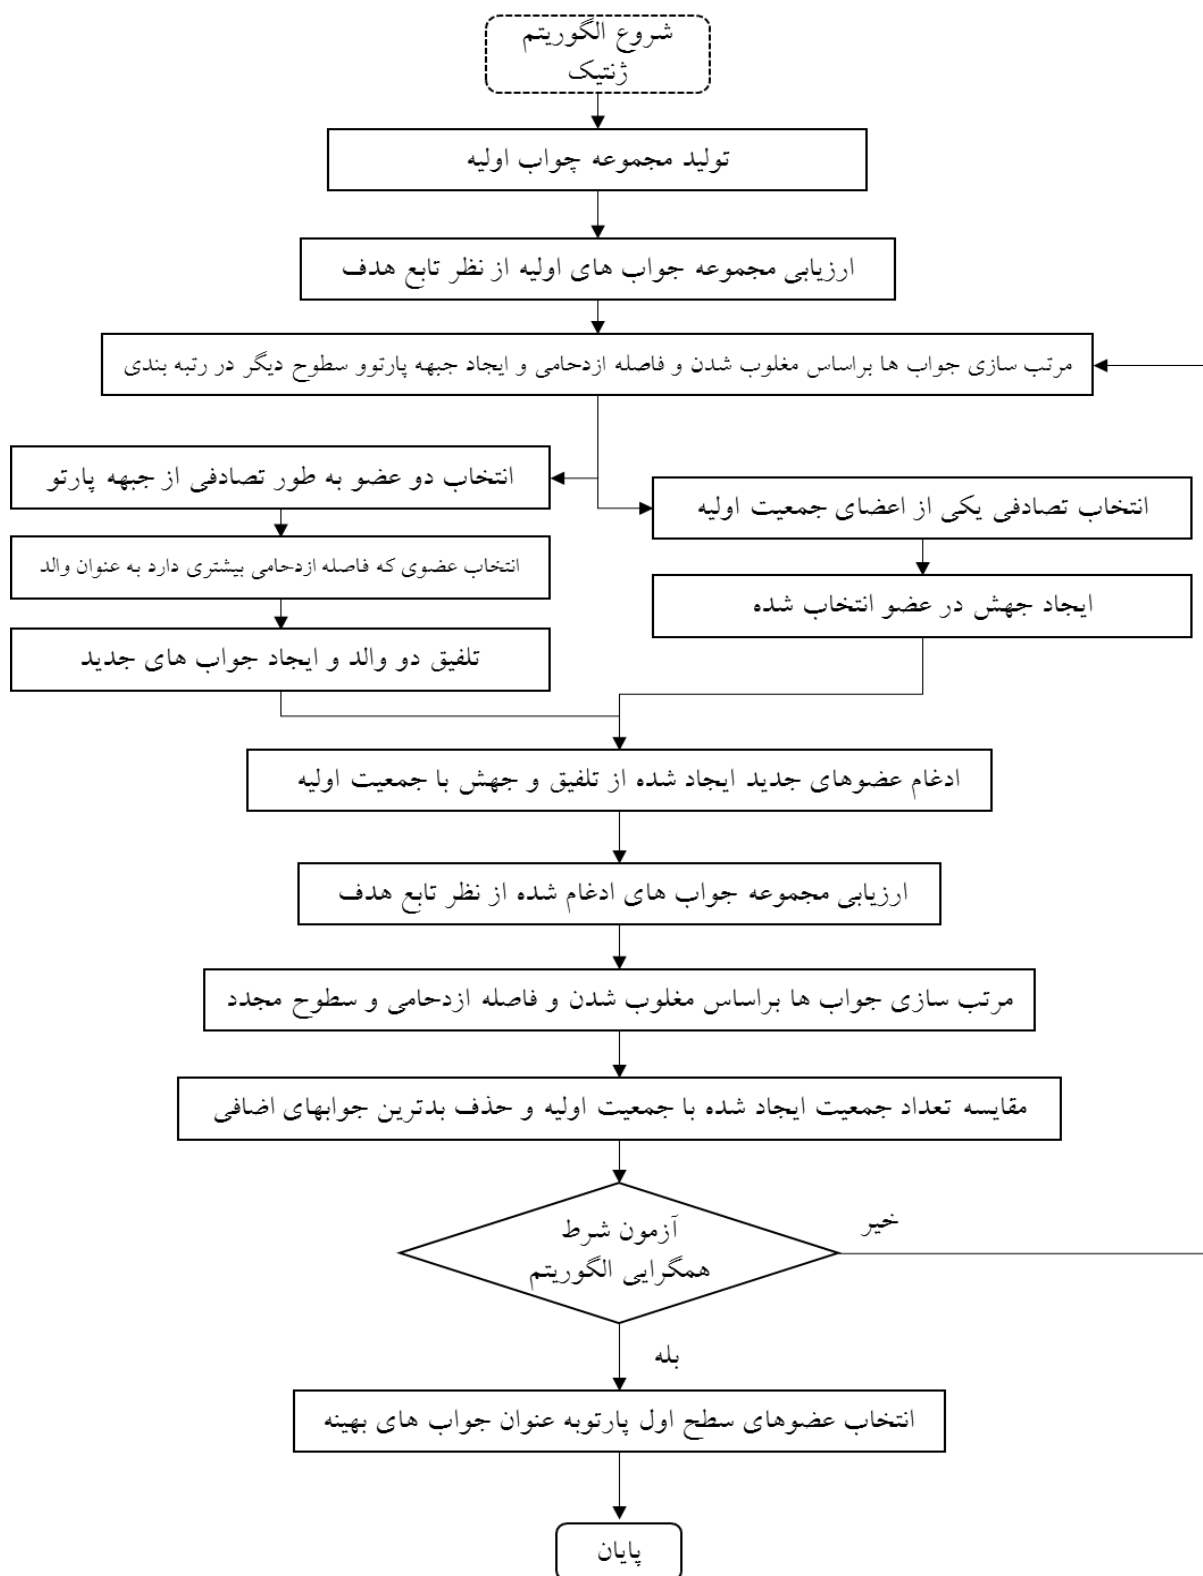 شروع الگوریتم
ژنتیک
تولید مجموعه چواب اولیه
ارزیابی مجموعه جواب های اولیه از نظر تابع هدف
مرتب سازی جواب ها براساس مغلوب شدن و فاصله ازدحامی و ایجاد جبهه پارتوو سطوح دیگر در رتبه بندی
انتخاب تصادفی یکی از اعضای جمعیت اولیه
ایجاد جهش در عضو انتخاب شده
انتخاب دو عضو به طور تصادفی از جبهه پارتو
انتخاب عضوی که فاصله ازدحامی بیشتری دارد به عنوان والد
تلفیق دو والد و ایجاد جواب های جدید
ادغام عضوهای جدید ایجاد شده از تلفیق و جهش با جمعیت اولیه
ارزیابی مجموعه جواب های ادغام شده از نظر تابع هدف
مرتب سازی جواب ها براساس مغلوب شدن و فاصله ازدحامی و سطوح مجدد
مقایسه تعداد جمعیت ایجاد شده با جمعیت اولیه و حذف بدترین جوابهای اضافی
آزمون شرط
همگرایی الگوریتم
خیر
بله
انتخاب عضوهای سطح اول پارتوبه عنوان جواب های بهینه
پایان